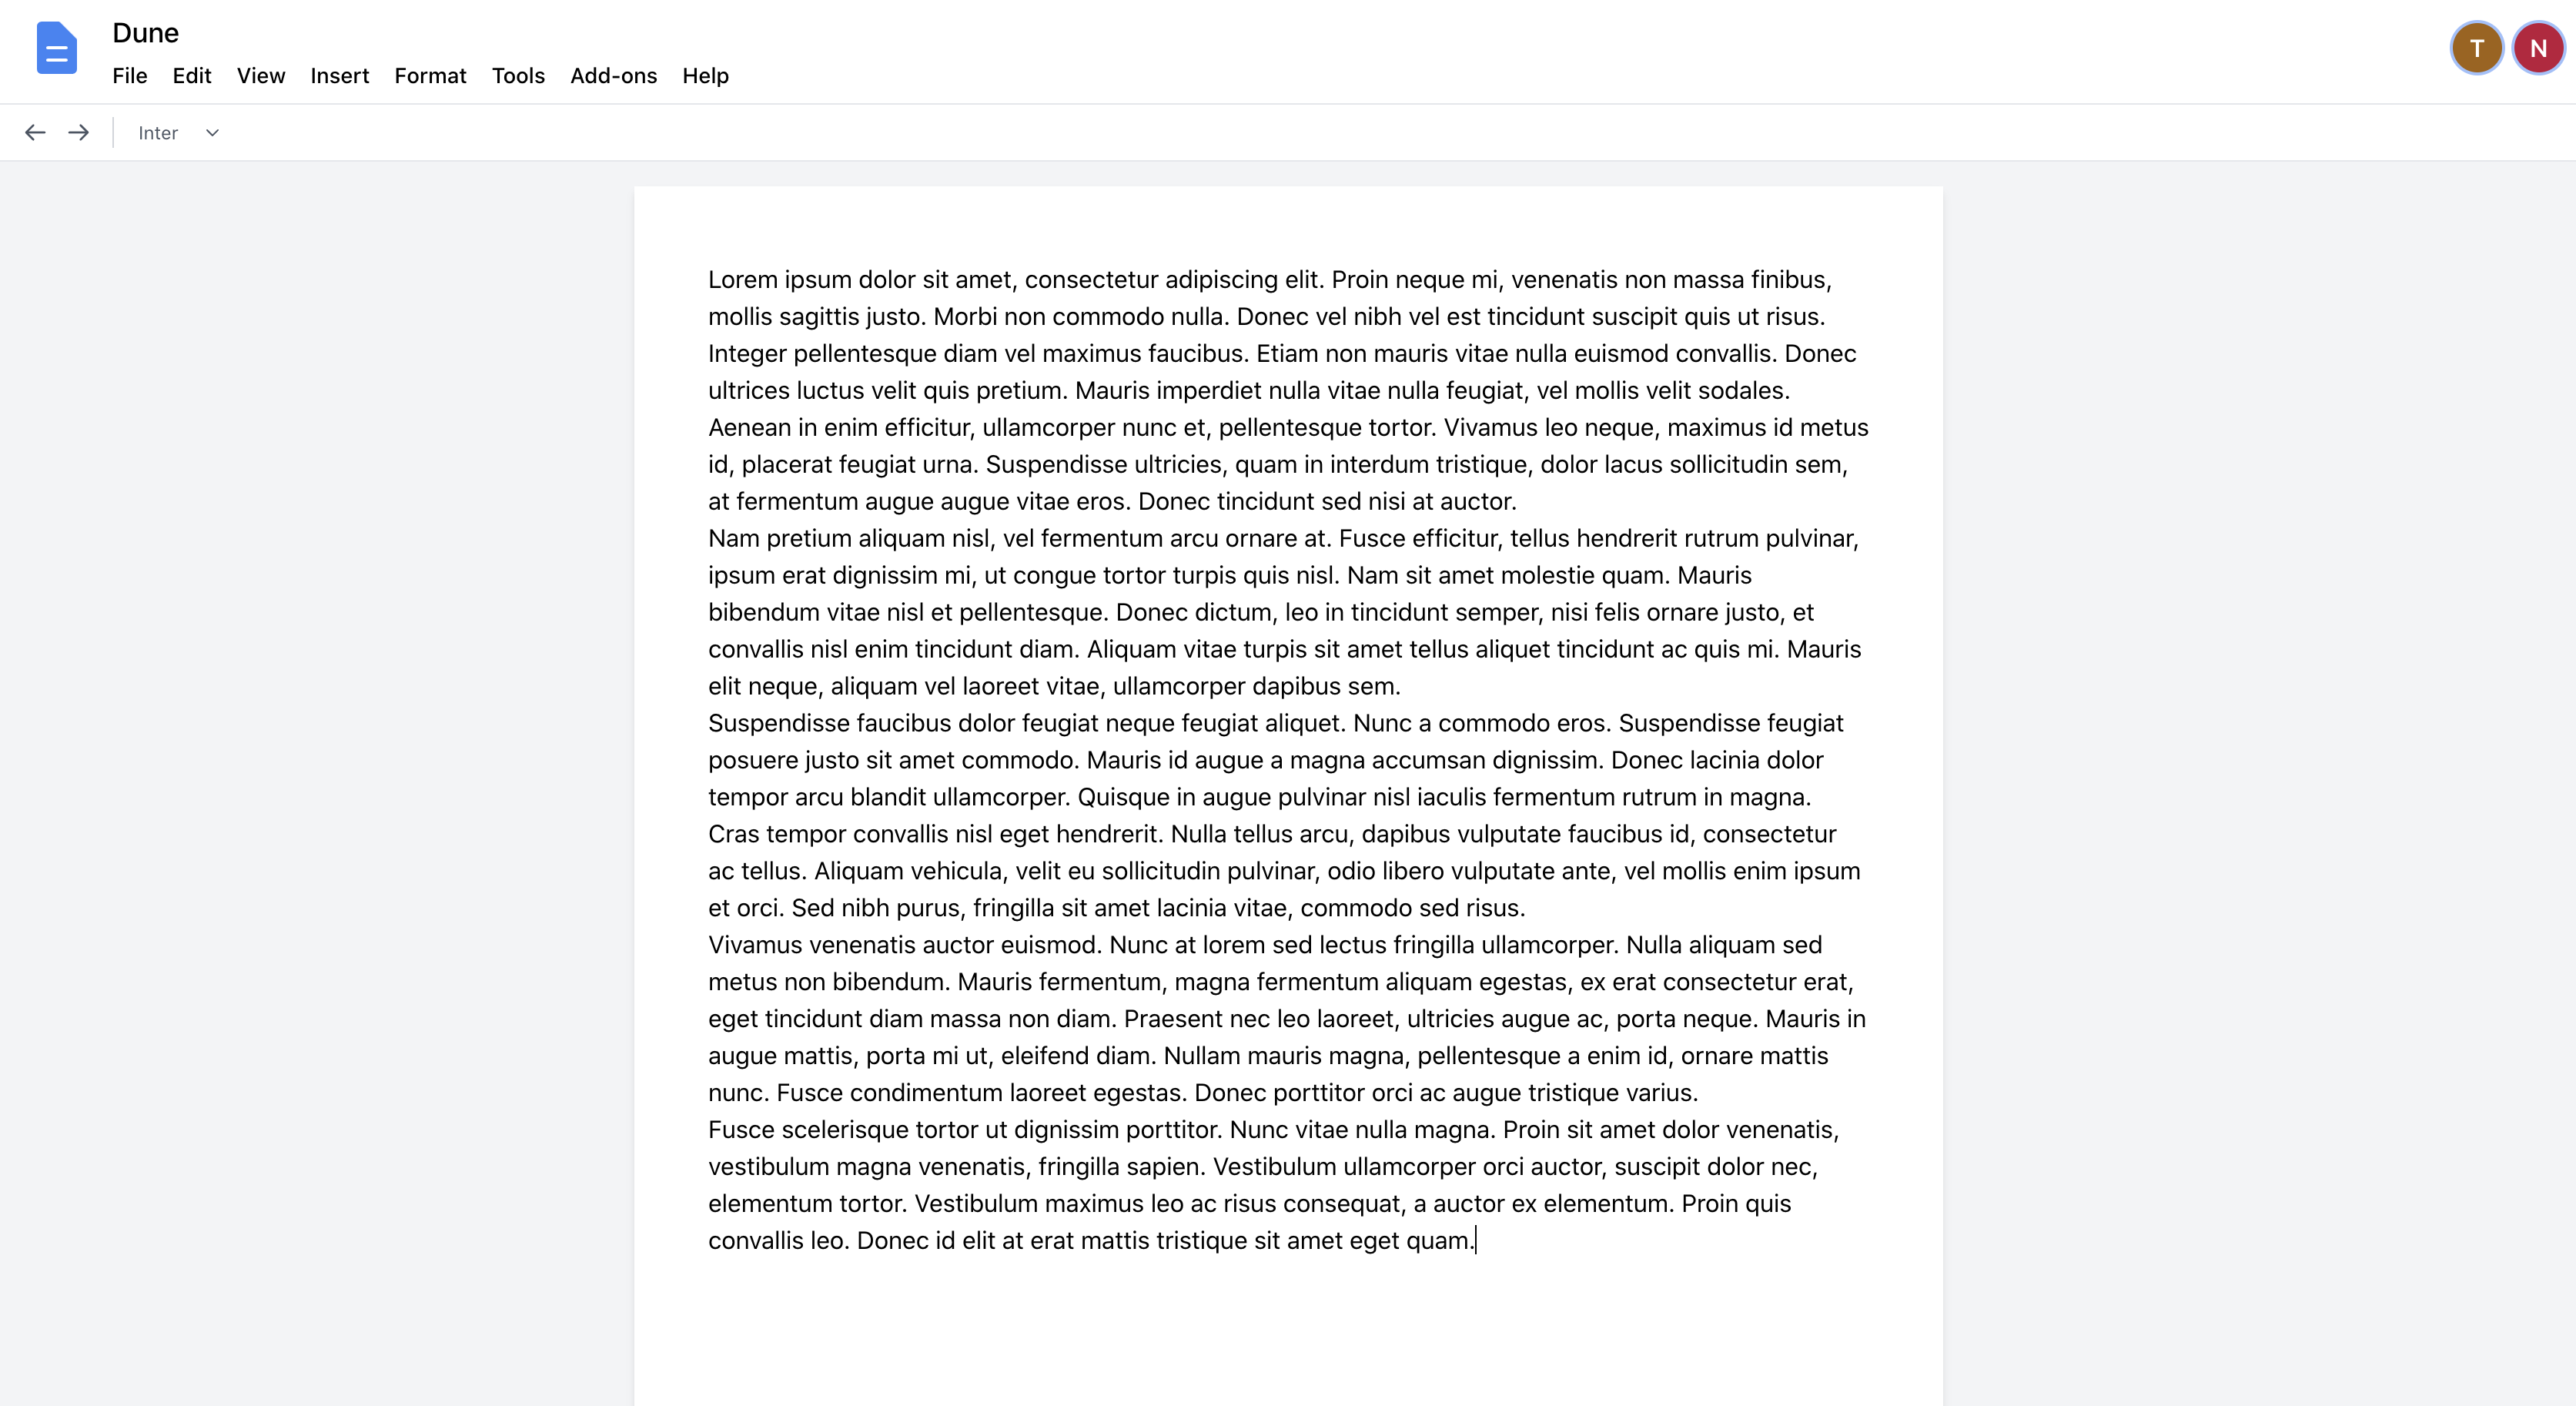 Dune
File Edit View Insert Format Tools Add-ons Help
T N
Inter
Lorem ipsum dolor sit amet, consectetur adipiscing elit. Proin neque mi, venenatis non massa finibus,
mollis sagittis justo. Morbi non commodo nulla. Donec vel nibh vel est tincidunt suscipit quis ut risus.
Integer pellentesque diam vel maximus faucibus. Etiam non mauris vitae nulla euismod convallis. Donec
ultrices luctus velit quis pretium. Mauris imperdiet nulla vitae nulla feugiat, vel mollis velit sodales.
Aenean in enim efficitur, ullamcorper nunc et, pellentesque tortor. Vivamus leo neque, maximus id metus
id, placerat feugiat urna. Suspendisse ultricies, quam in interdum tristique, dolor lacus sollicitudin sem,
at fermentum augue augue vitae eros. Donec tincidunt sed nisi at auctor.
Nam pretium aliquam nisl, vel fermentum arcu ornare at. Fusce efficitur, tellus hendrerit rutrum pulvinar,
ipsum erat dignissim mi, ut congue tortor turpis quis nisl. Nam sit amet molestie quam. Mauris
bibendum vitae nisl et pellentesque. Donec dictum, leo in tincidunt semper, nisi felis ornare justo, et
convallis nisl enim tincidunt diam. Aliquam vitae turpis sit amet tellus aliquet tincidunt ac quis mi. Mauris
elit neque, aliquam vel laoreet vitae, ullamcorper dapibus sem.
Suspendisse faucibus dolor feugiat neque feugiat aliquet. Nunc a commodo eros. Suspendisse feugiat
posuere justo sit amet commodo. Mauris id augue a magna accumsan dignissim. Donec lacinia dolor
tempor arcu blandit ullamcorper. Quisque in augue pulvinar nisl iaculis fermentum rutrum in magna.
Cras tempor convallis nisl eget hendrerit. Nulla tellus arcu, dapibus vulputate faucibus id, consectetur
ac tellus. Aliquam vehicula, velit eu sollicitudin pulvinar, odio libero vulputate ante, vel mollis enim ipsum
et orci. Sed nibh purus, fringilla sit amet lacinia vitae, commodo sed risus.
Vivamus venenatis auctor euismod. Nunc at lorem sed lectus fringilla ullamcorper. Nulla aliquam sed
metus non bibendum. Mauris fermentum, magna fermentum aliquam egestas, ex erat consectetur erat,
eget tincidunt diam massa non diam. Praesent nec leo laoreet, ultricies augue ac, porta neque. Mauris in
augue mattis, porta mi ut, eleifend diam. Nullam mauris magna, pellentesque a enim id, ornare mattis
nunc. Fusce condimentum laoreet egestas. Donec porttitor orci ac augue tristique varius.
Fusce scelerisque tortor ut dignissim porttitor. Nunc vitae nulla magna. Proin sit amet dolor venenatis,
vestibulum magna venenatis, fringilla sapien. Vestibulum ullamcorper orci auctor, suscipit dolor nec,
elementum tortor. Vestibulum maximus leo ac risus consequat, a auctor ex elementum. Proin quis
convallis leo. Donec id elit at erat mattis tristique sit amet eget quam.